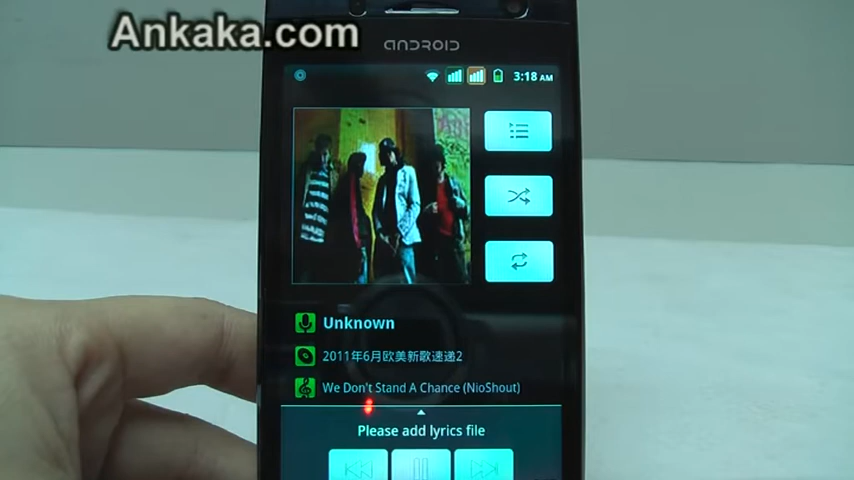 Ankaka.com
ANDROID
3:18 AM
Unknown
2011年6月欧美新歌速递2
We Don't Stand A Chance (NioShout)
Please add lyrics file